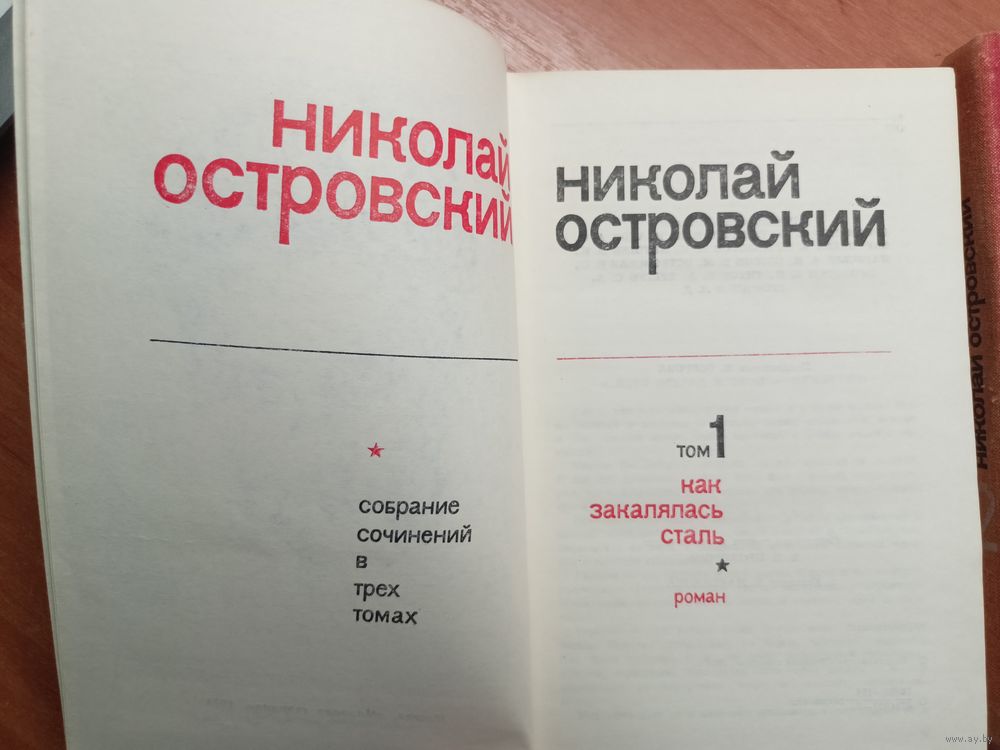 николай
островский
собрание
сочинений
в
трех
томах
николай
островский
том 1
как
закалялась
сталь
роман
николай островский
www.ay.by